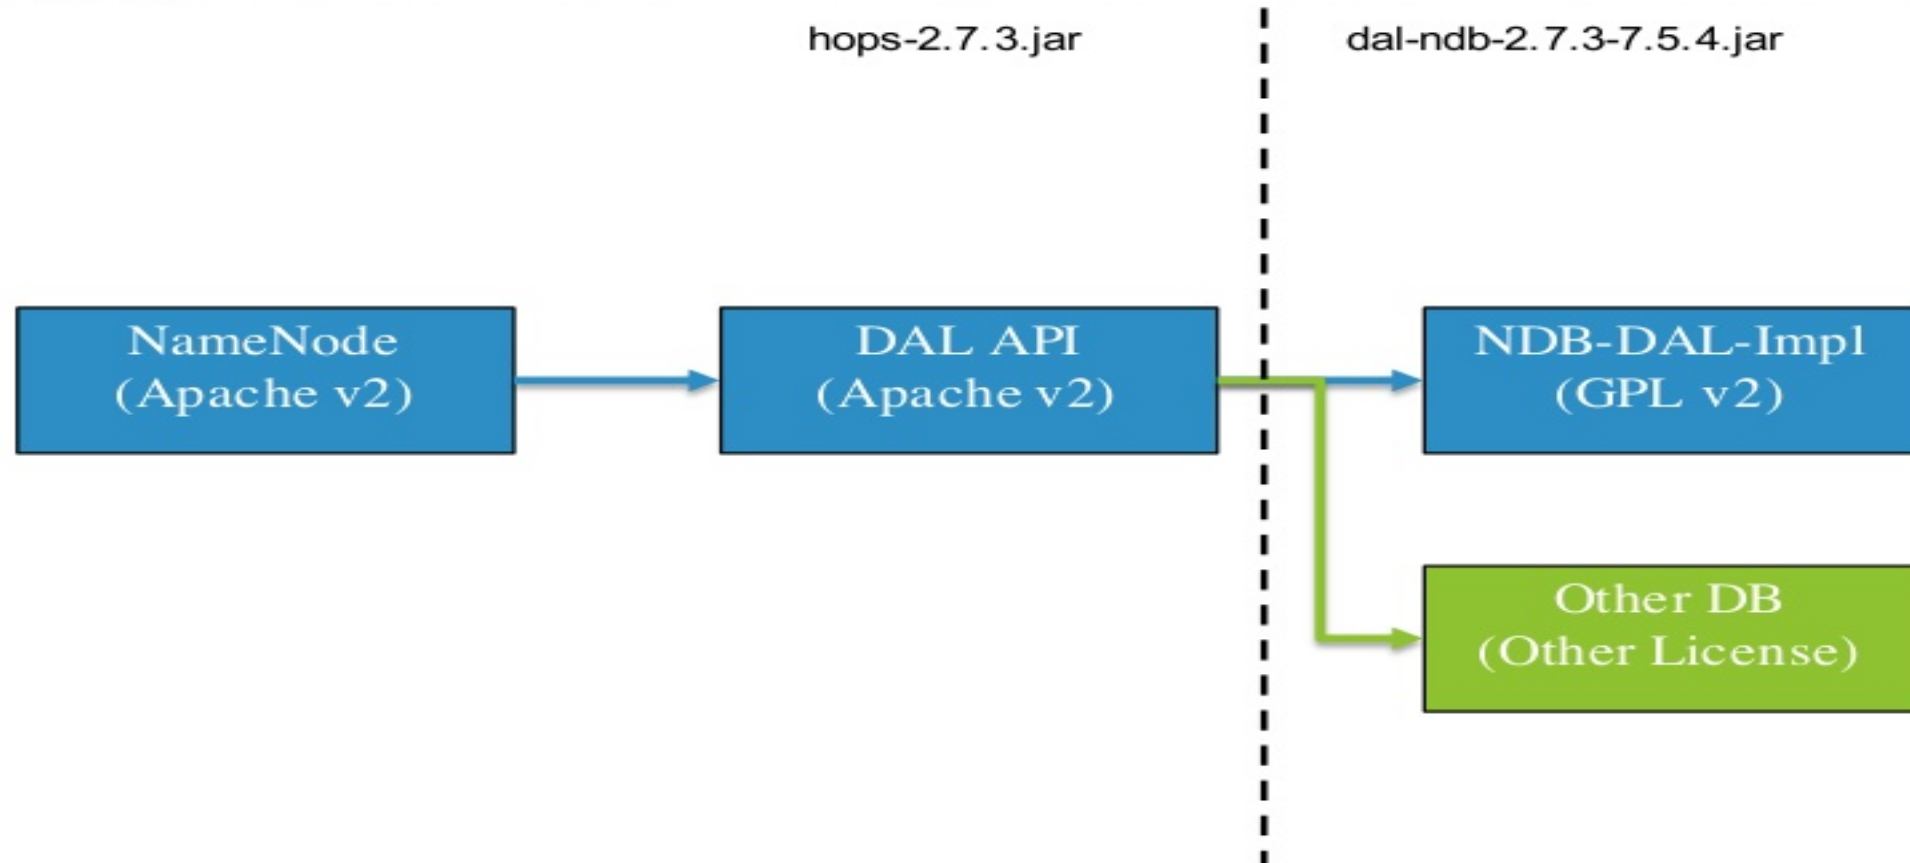 hops-2.7.3.jar
dal-ndb-2.7.3-7.5.4.jar
NameNode
(Apache v2)
DAL API
(Apache v2)
NDB-DAL-Impl
(GPL v2)
Other DB
(Other License)